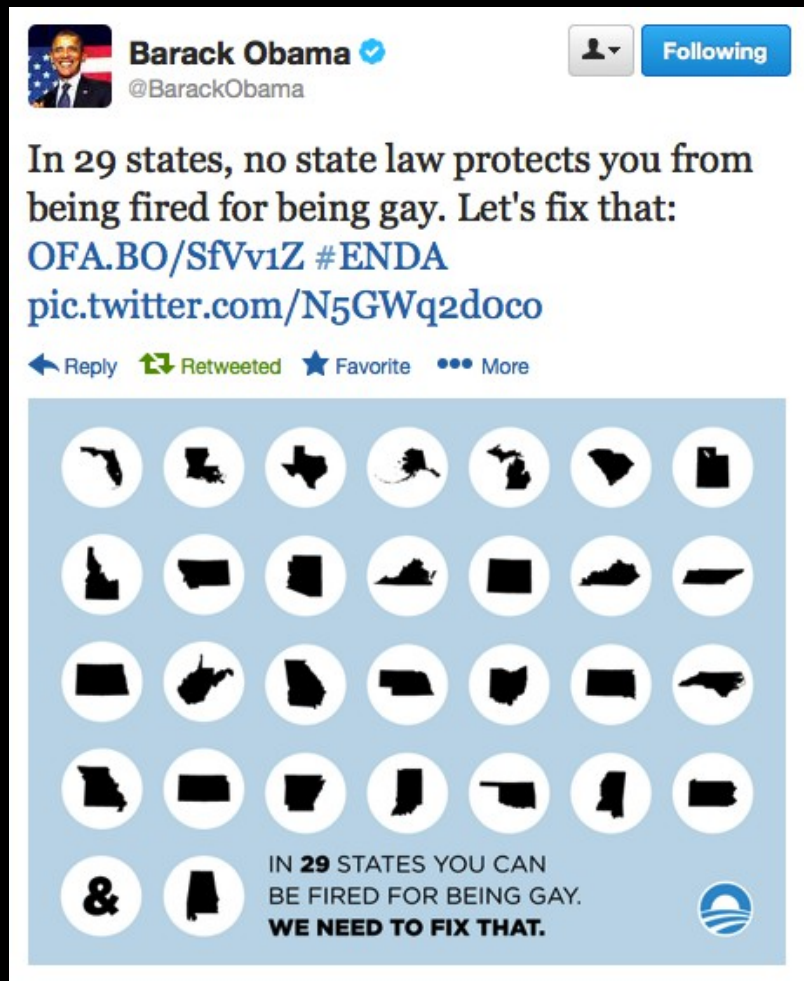 Barack Obama
@BarackObama
Following
In 29 states, no state law protects you from
being fired for being gay. Let's fix that:
OFA.BO/SfVv1Z #ENDA
pic.twitter.com/N5GWq2doco
Reply Retweeted Favorite More
&
IN 29 STATES YOU CAN
BE FIRED FOR BEING GAY.
WE NEED TO FIX THAT.